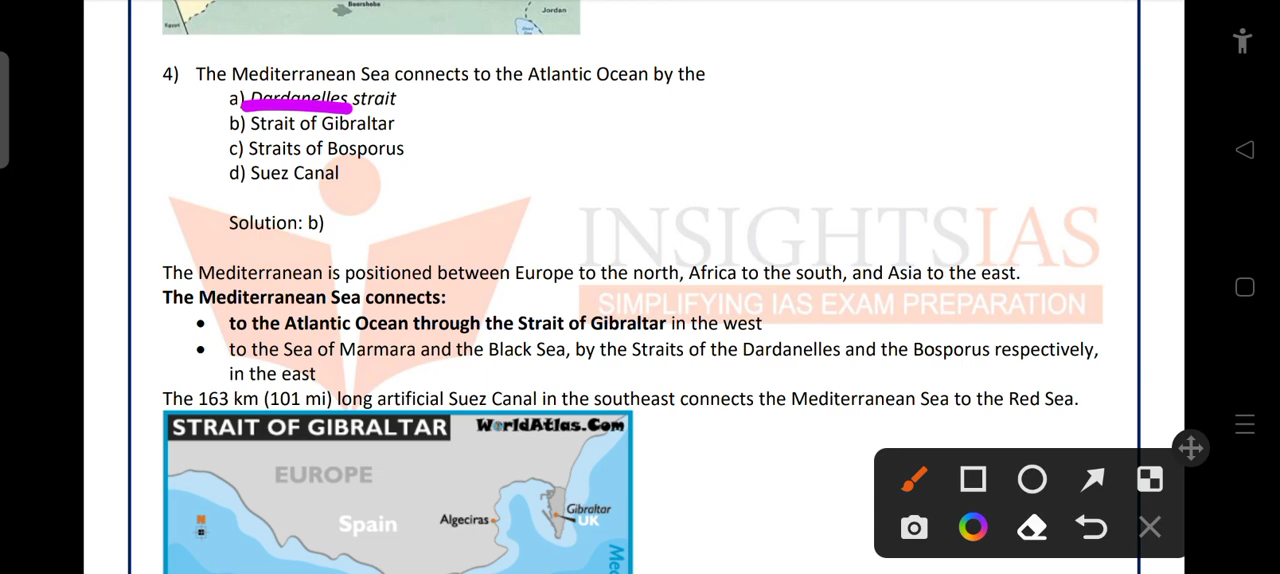 Beersheba
Jordan
Egypt
4) The Mediterranean Sea connects to the Atlantic Ocean by the
a) Dardanelles strait
b) Strait of Gibraltar
c) Straits of Bosporus
d) Suez Canal
Solution: b)
INSIGHTSIAS
SIMPLIFYING IAS EXAM PREPARATION
The Mediterranean is positioned between Europe to the north, Africa to the south, and Asia to the east.
The Mediterranean Sea connects:
• to the Atlantic Ocean through the Strait of Gibraltar in the west
• to the Sea of Marmara and the Black Sea, by the Straits of the Dardanelles and the Bosporus respectively,
in the east
The 163 km (101 mi) long artificial Suez Canal in the southeast connects the Mediterranean Sea to the Red Sea.
STRAIT OF GIBRALTAR WorldAtlas.Com
EUROPE
Gibraltar
Algeciras
UK
Spain
N
Me